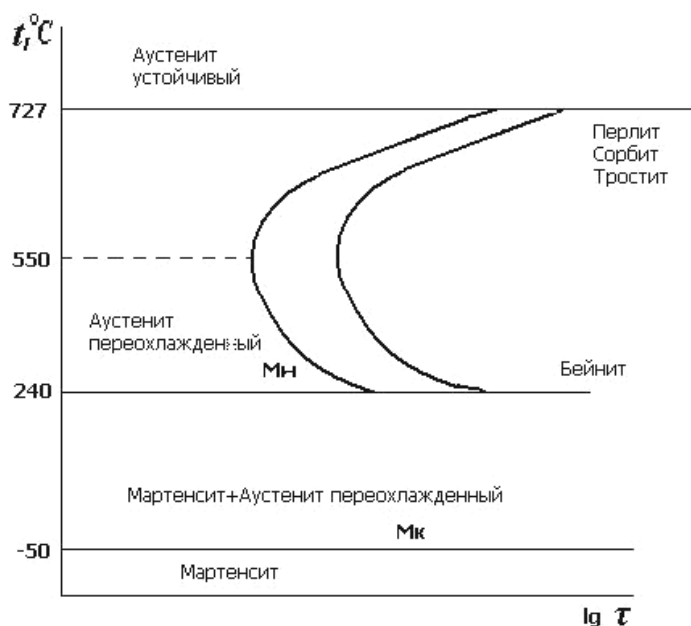 t, °C
Аустенит
устойчивый
727
Перлит
Сорбит
Тростит
550
Аустенит
переохлажденный
Мн
Бейнит
240
Мартенсит+Аустенит переохлажденный
Мк
-50
Мартенсит
lg τ